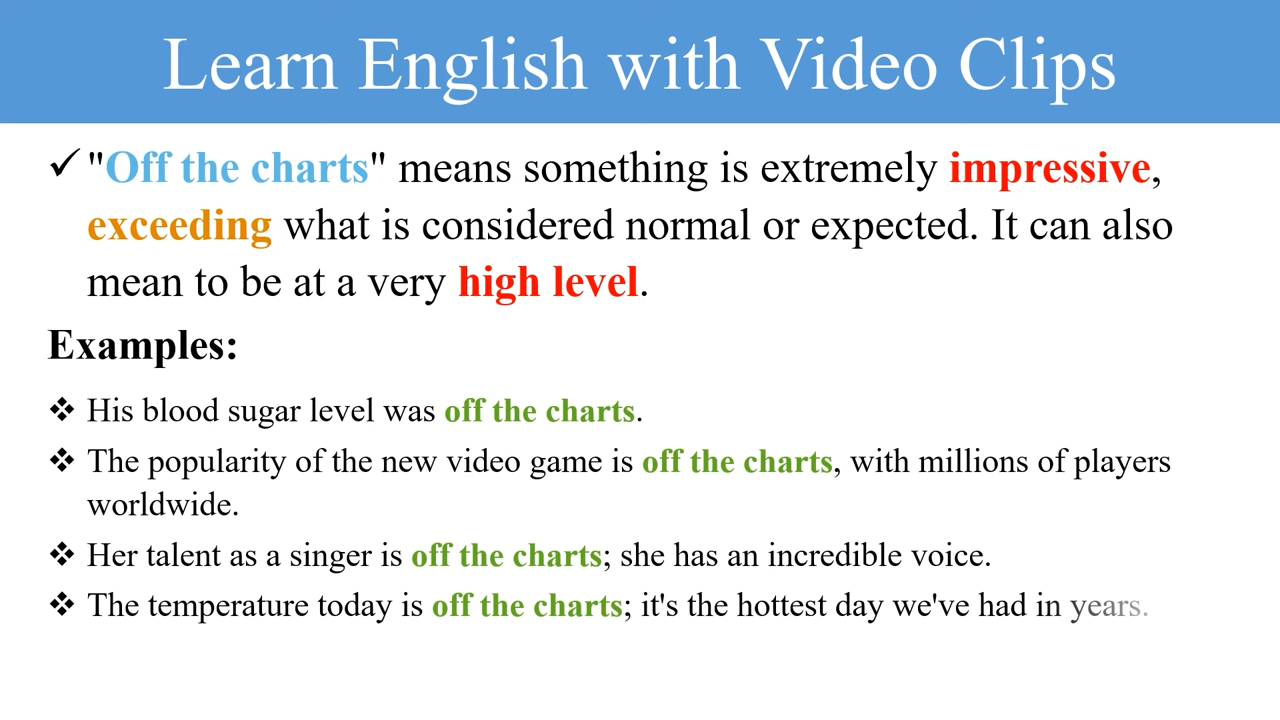 Learn English with Video Clips
✓ "Off the charts" means something is extremely impressive,
exceeding what is considered normal or expected. It can also
mean to be at a very high level.
Examples:
❖ His blood sugar level was off the charts.
❖ The popularity of the new video game is off the charts, with millions of players
worldwide.
❖ Her talent as a singer is off the charts; she has an incredible voice.
❖ The temperature today is off the charts; it's the hottest day we've had in years.